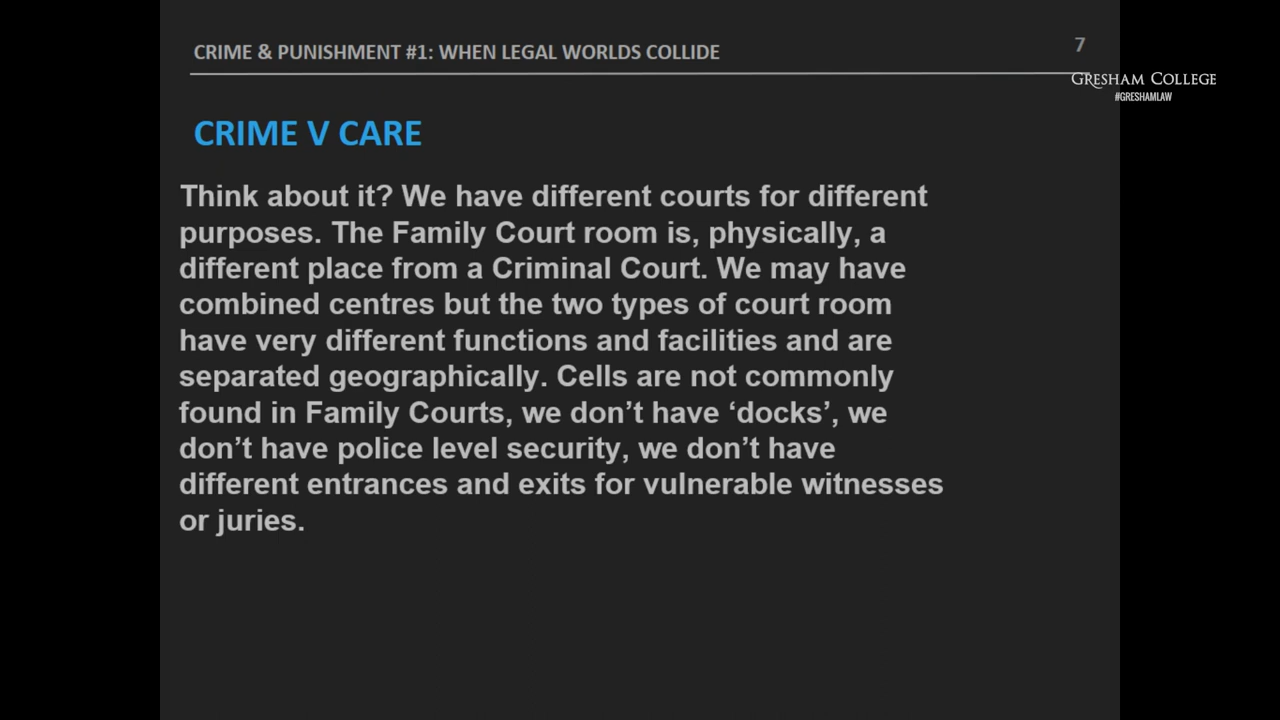 CRIME & PUNISHMENT #1: WHEN LEGAL WORLDS COLLIDE
7
GRESHAM COLLEGE
#GRESHAMLAW
CRIME V CARE
Think about it? We have different courts for different
purposes. The Family Court room is, physically, a
different place from a Criminal Court. We may have
combined centres but the two types of court room
have very different functions and facilities and are
separated geographically. Cells are not commonly
found in Family Courts, we don’t have ‘docks’, we
don’t have police level security, we don’t have
different entrances and exits for vulnerable witnesses
or juries.